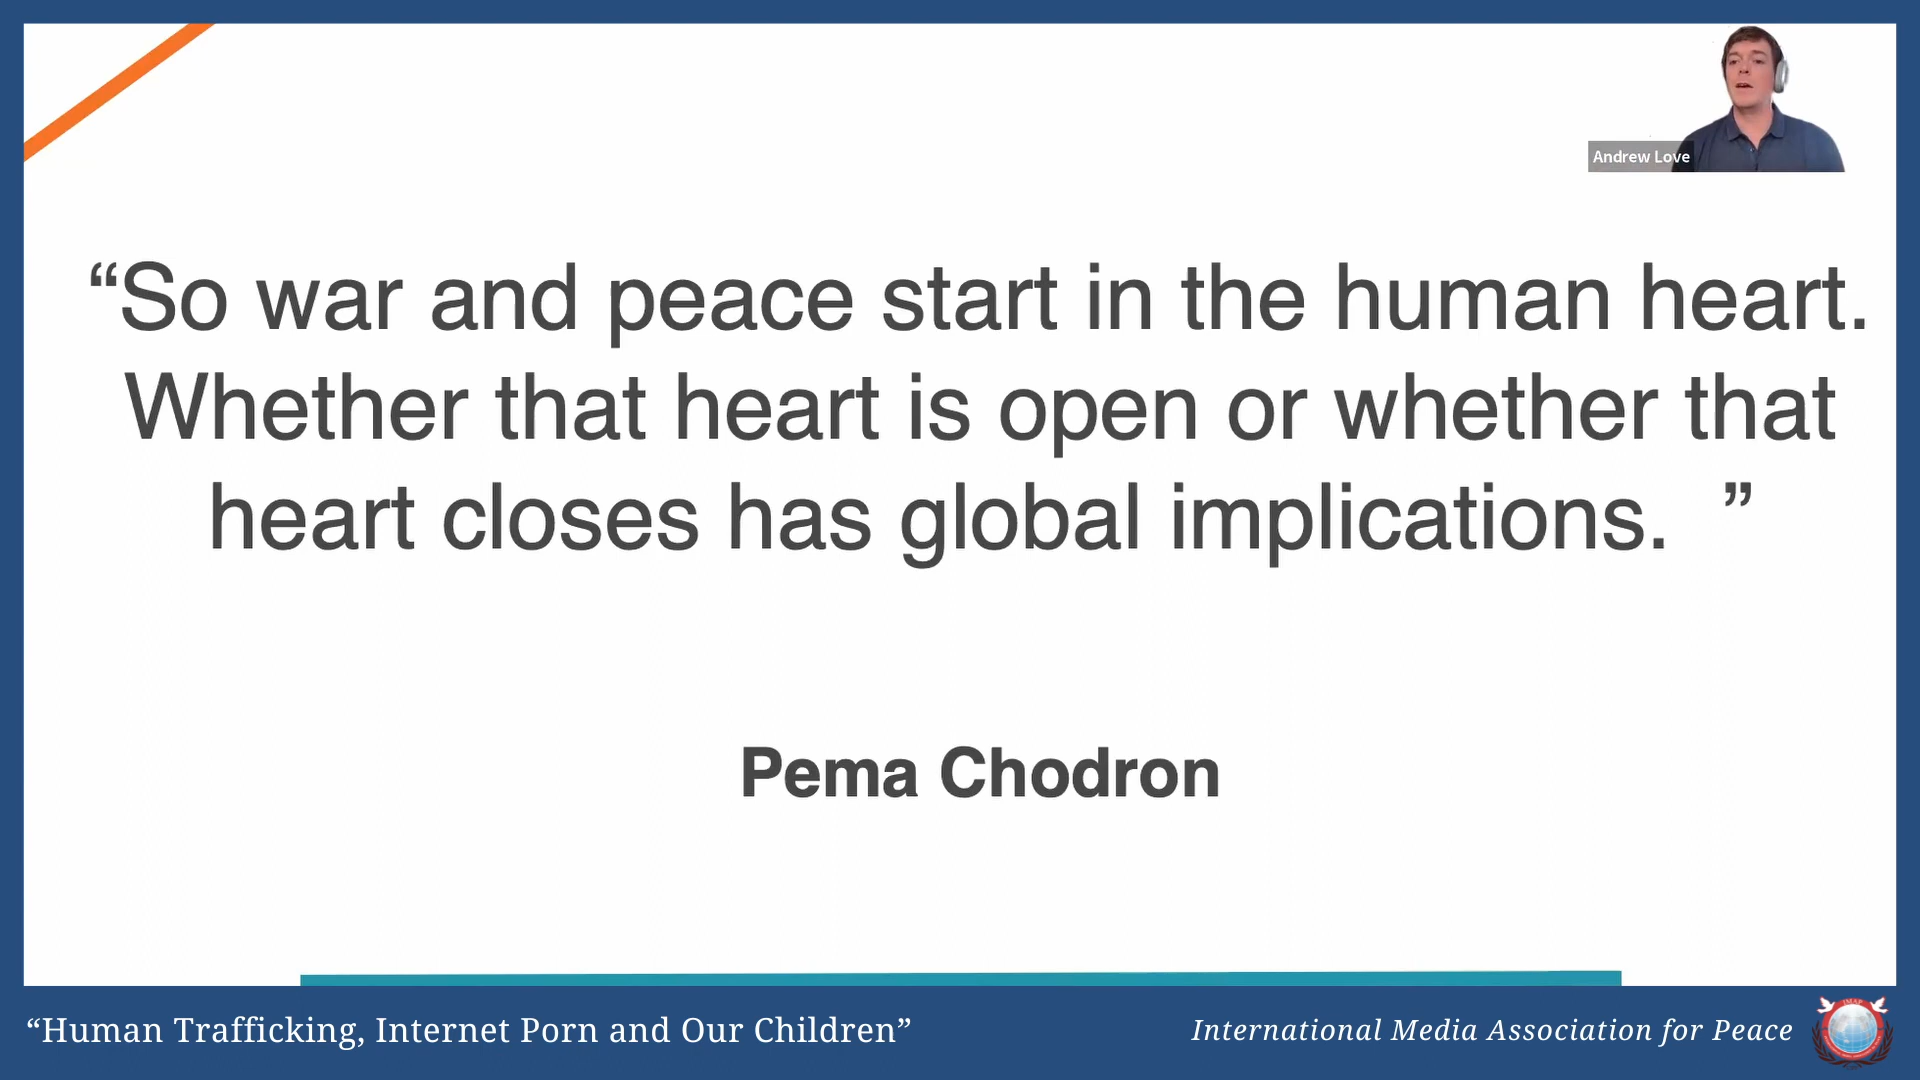 Andrew Love
“So war and peace start in the human heart.
Whether that heart is open or whether that
heart closes has global implications. ”
Pema Chodron
“Human Trafficking, Internet Porn and Our Children”
International Media Association for Peace
IMAP